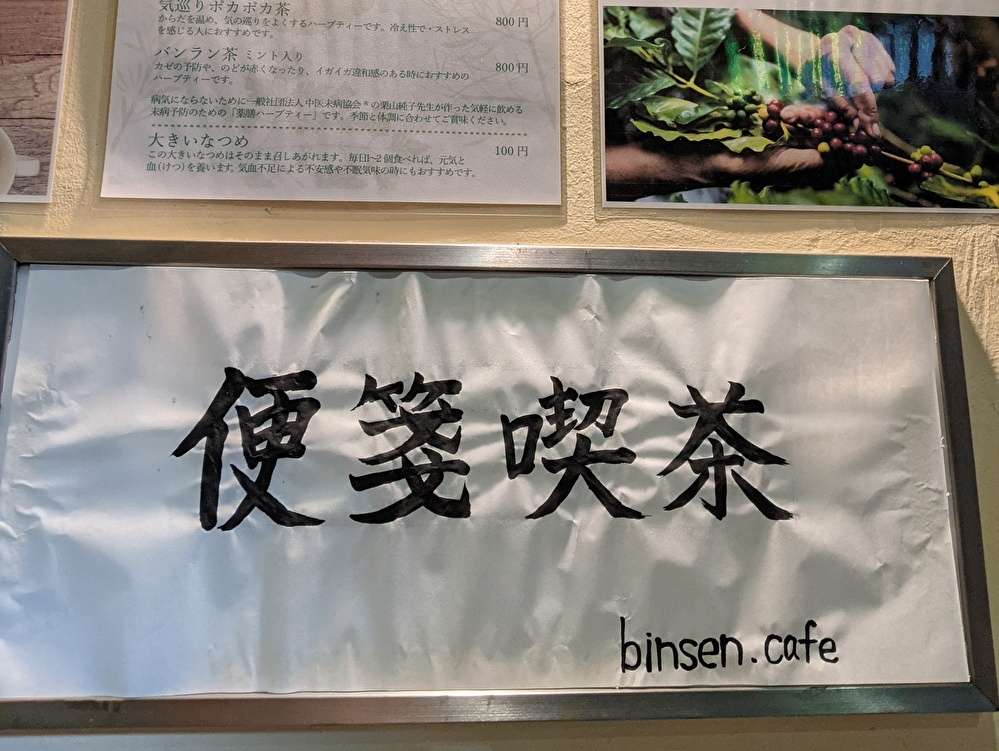 気巡りポカポカ茶
800円
からだを温め、気の巡りをよくするハーブティーです。冷え性で・ストレス
を感じる人におすすめです。
バンラン茶 ミント入り
800円
カゼの予防や、のどが赤くなったり、イガイガ違和感のある時におすすめの
ハーブティーです。
病気にならないために一般社団法人 中医未病協会®の栗山純子先生が作った気軽に飲める
未病予防のための「薬膳ハーブティー」です。季節と体調に合わせてご賞味ください。
大きいなつめ
100円
この大きいなつめはそのまま召しあがれます。毎日1~2個食べれば、元気と
血(けつ)を養います。気血不足による不安感や不眠気味の時にもおすすめです。
便箋喫茶
binsen.cafe